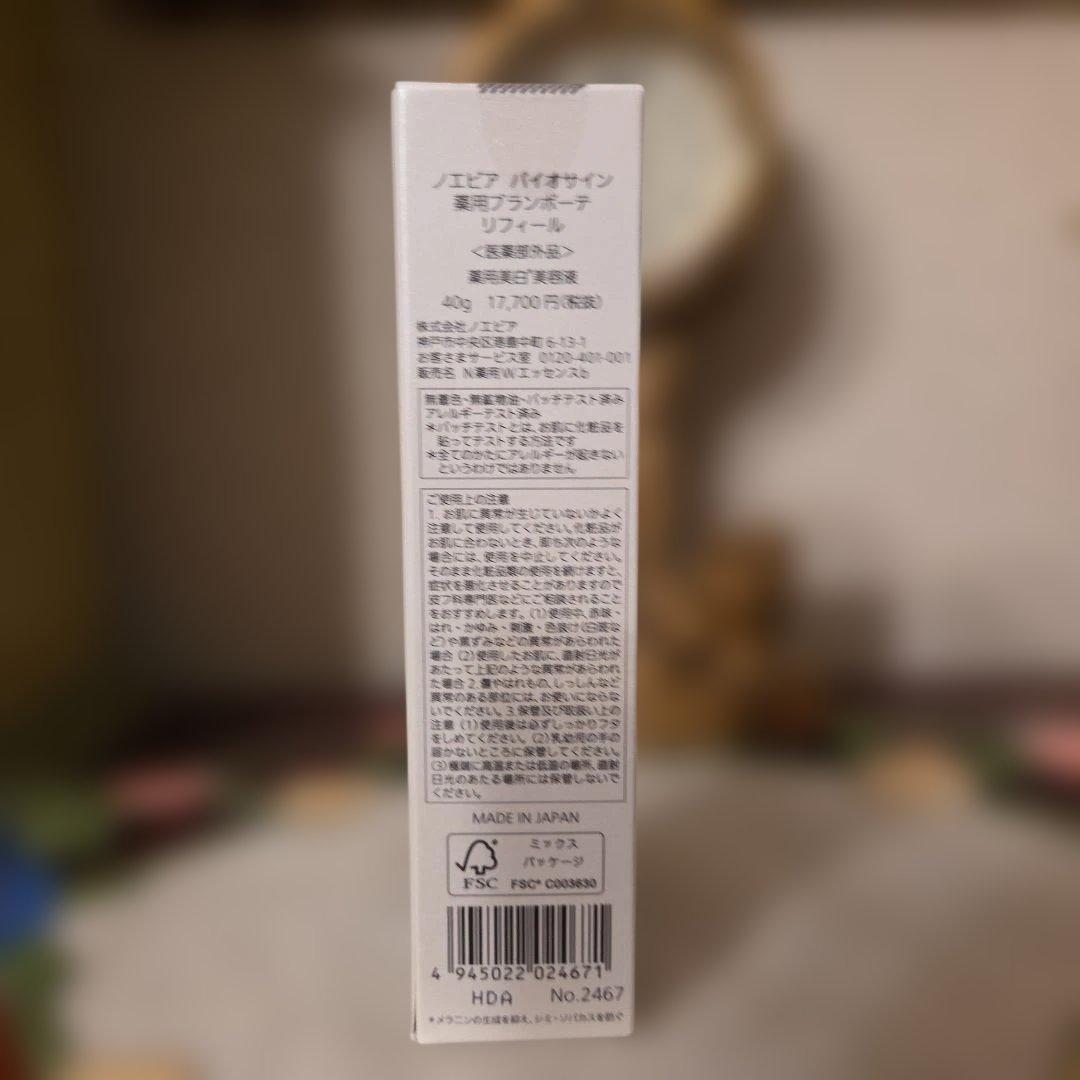 ノエビア バイオサイン
薬用ブランボーテ
リフィール
<医薬部外品>
薬用美白*美容液
40g 17,700円(税抜)
株式会社ノエビア
神戸市中央区港島中町6-13-1
お客さまサービス室 0120-401-001
販売名 N薬用Wエッセンスb
無着色・無鉱物油・パッチテスト済み
アレルギーテスト済み
*パッチテストとは、お肌に化粧品を
貼ってテストする方法です
*全てのかたにアレルギーが起きない
というわけではありません
ご使用上の注意
1. お肌に異常が生じていないかよく
注意して使用してください。化粧品が
お肌に合わないとき、即ち次のような
場合には、使用を中止してください。
そのまま化粧品類の使用を続けますと、
症状を悪化させることがありますので
皮フ科専門医などにご相談されること
をおすすめします。(1)使用中、赤味・
はれ・かゆみ・刺激・色抜け(白斑な
ど)や黒ずみなどの異常があらわれた
場合 (2)使用したお肌に、直射日光が
あたって上記のような異常があらわれ
た場合 2.傷やはれもの、しっしんなど
異常のある部位には、お使いにならな
いでください。3.保管及び取扱い上の
注意 (1)使用後は必ずしっかりフタ
をしめてください。(2)乳幼児の手の
届かないところに保管してください。
(3)極端に高温または低温の場所、直射
日光のあたる場所には保管しないで
ください。
MADE IN JAPAN
ミックス
パッケージ
FSC FSC® C003630
4 945022 024671
HDA No.2467
*メラニンの生成を抑え、シミ・ソバカスを防ぐ